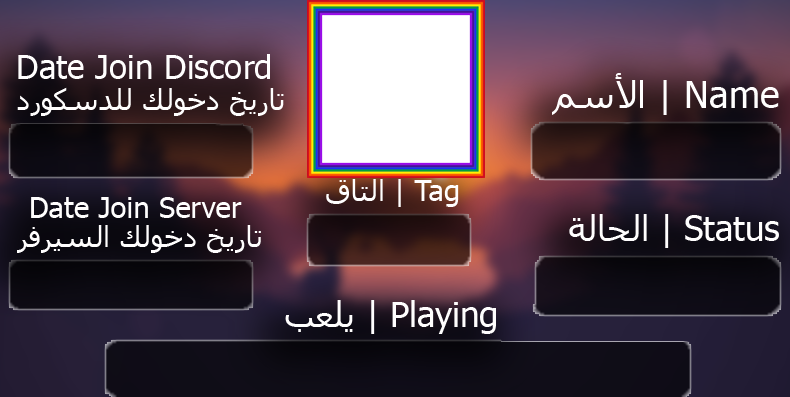 Date Join Discord
تاريخ دخولك للدسكورد
الأسم | Name
التاق | Tag
Date Join Server
تاريخ دخولك السيرفر
الحالة | Status
يلعب | Playing